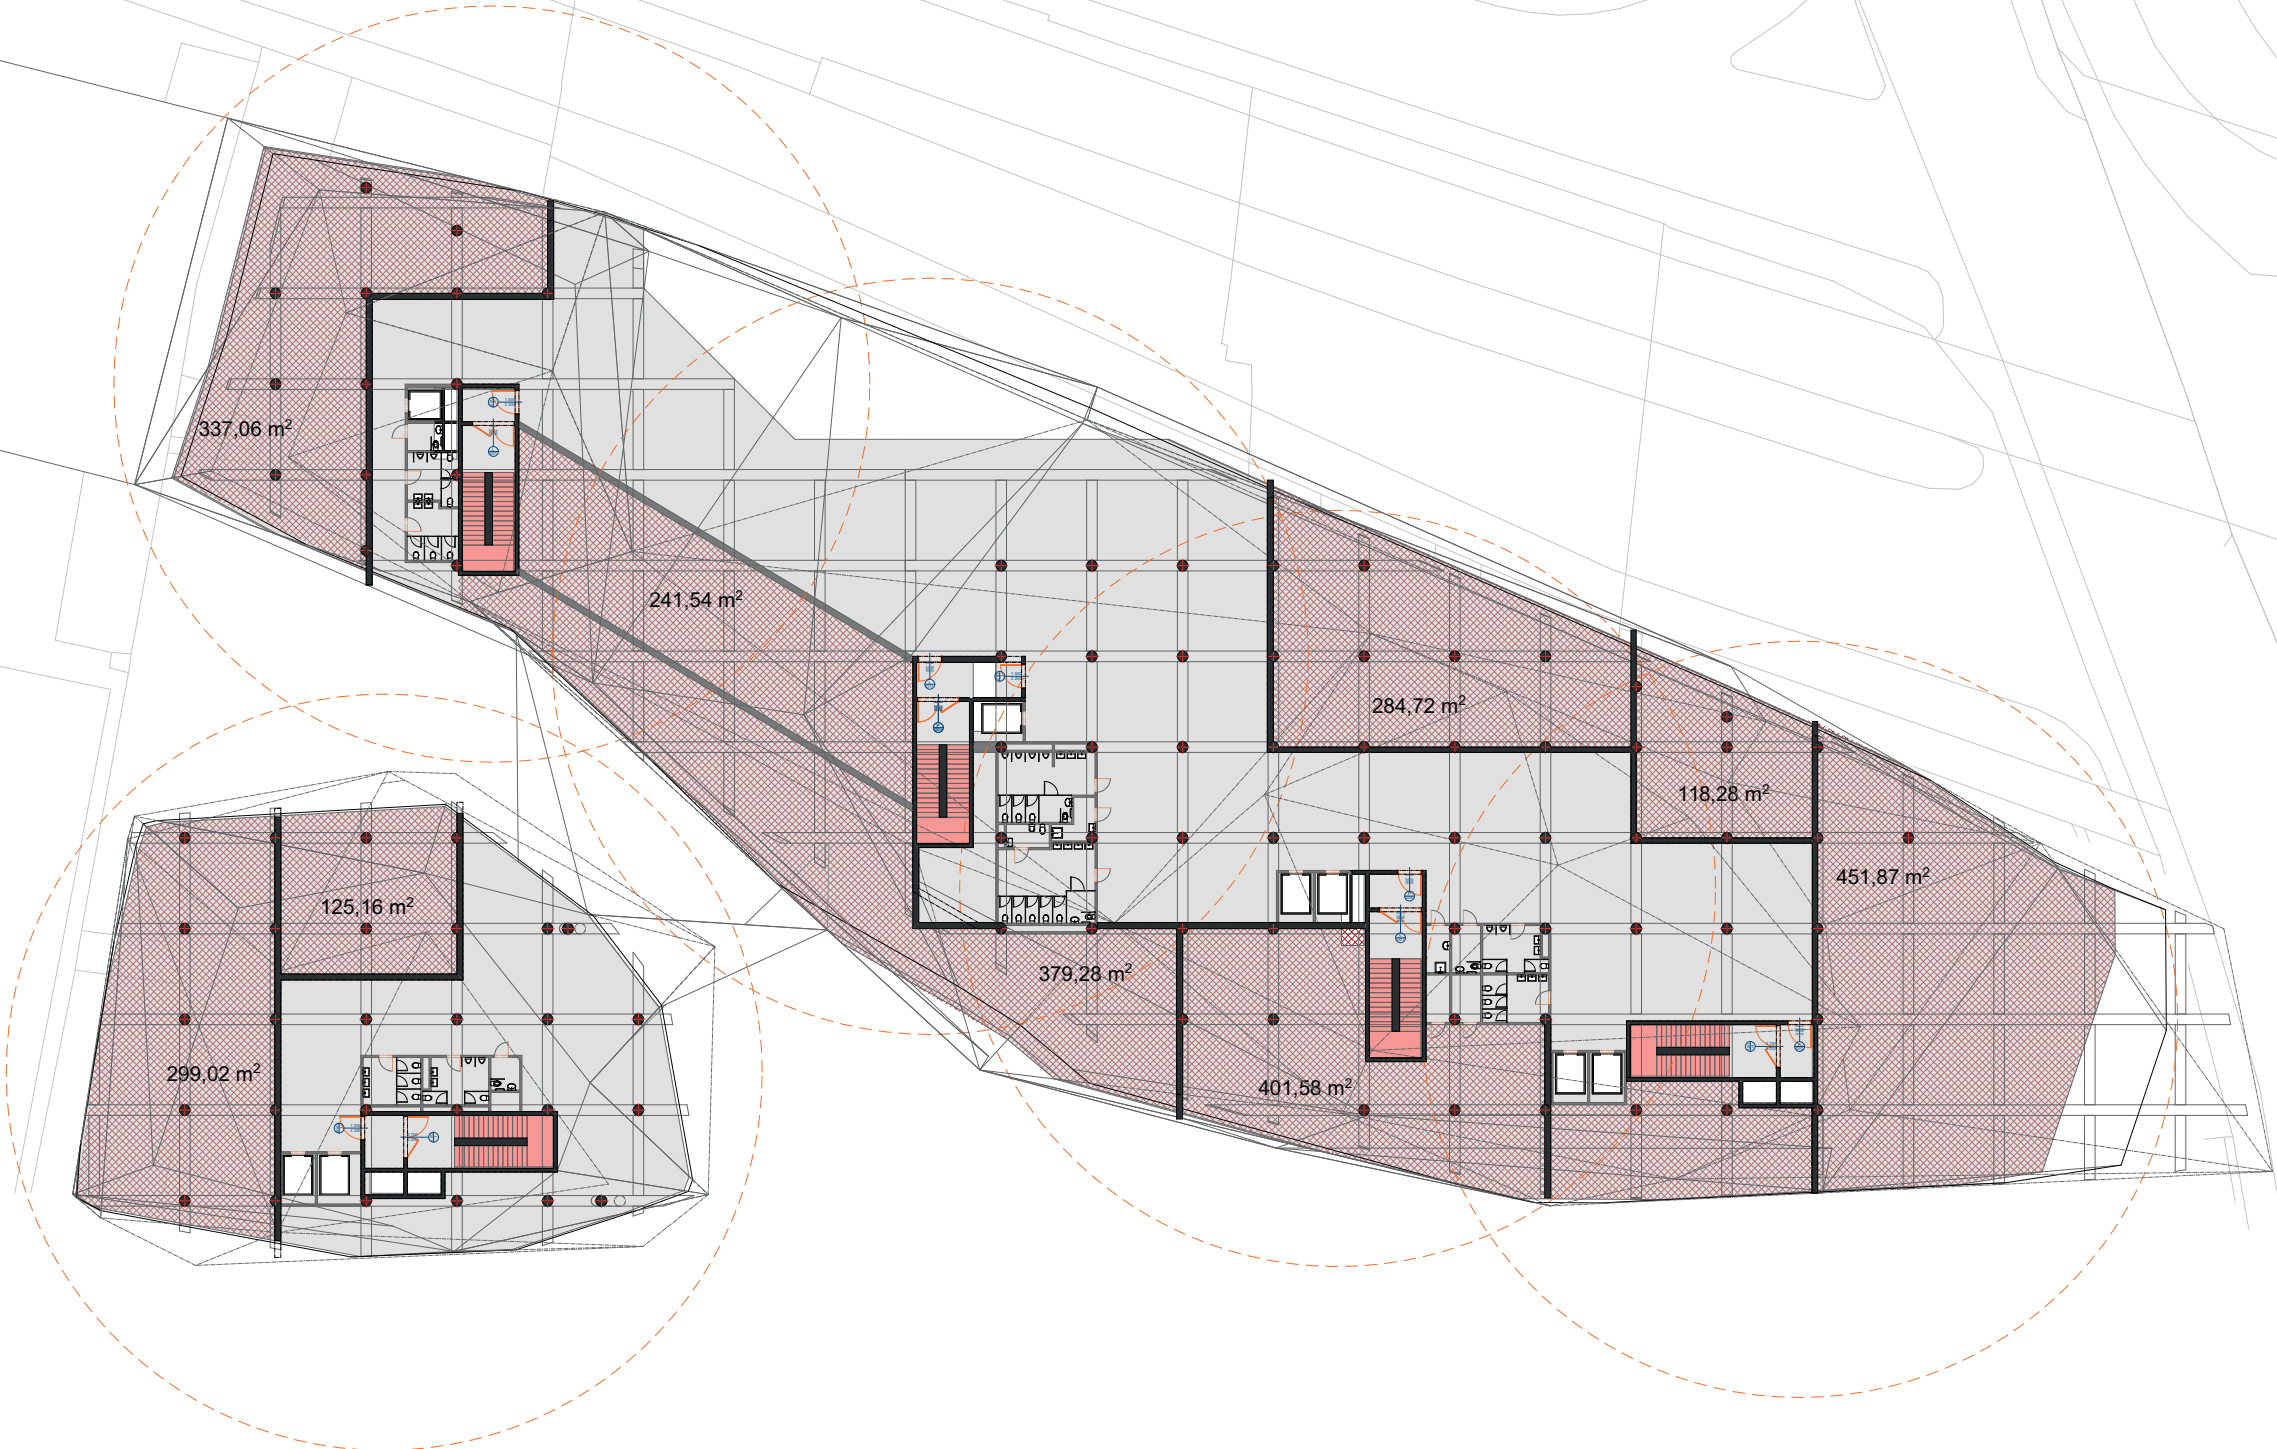 337,06 m²
241,54 m²
284,72 m²
118,28 m²
451,87 m²
125,16 m²
379,28 m²
299,02 m²
401,58 m²